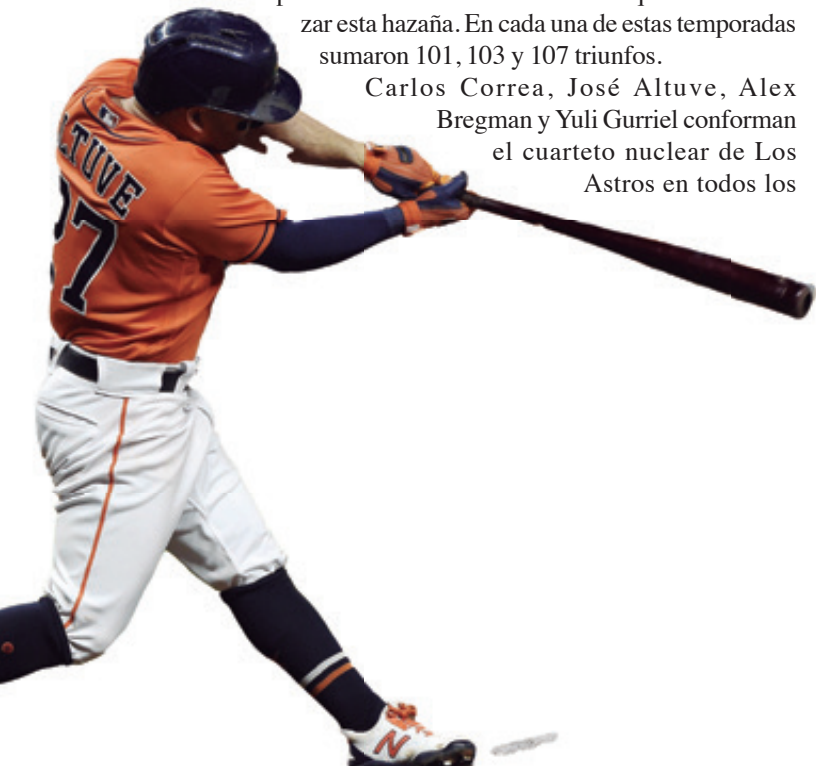 zar esta hazaña. En cada una de estas temporadas
sumaron 101, 103 y 107 triunfos.
Carlos Correa, José Altuve, Alex
Bregman y Yuli Gurriel conforman
el cuarteto nuclear de Los
Astros en todos los
ALTUVE
27
N